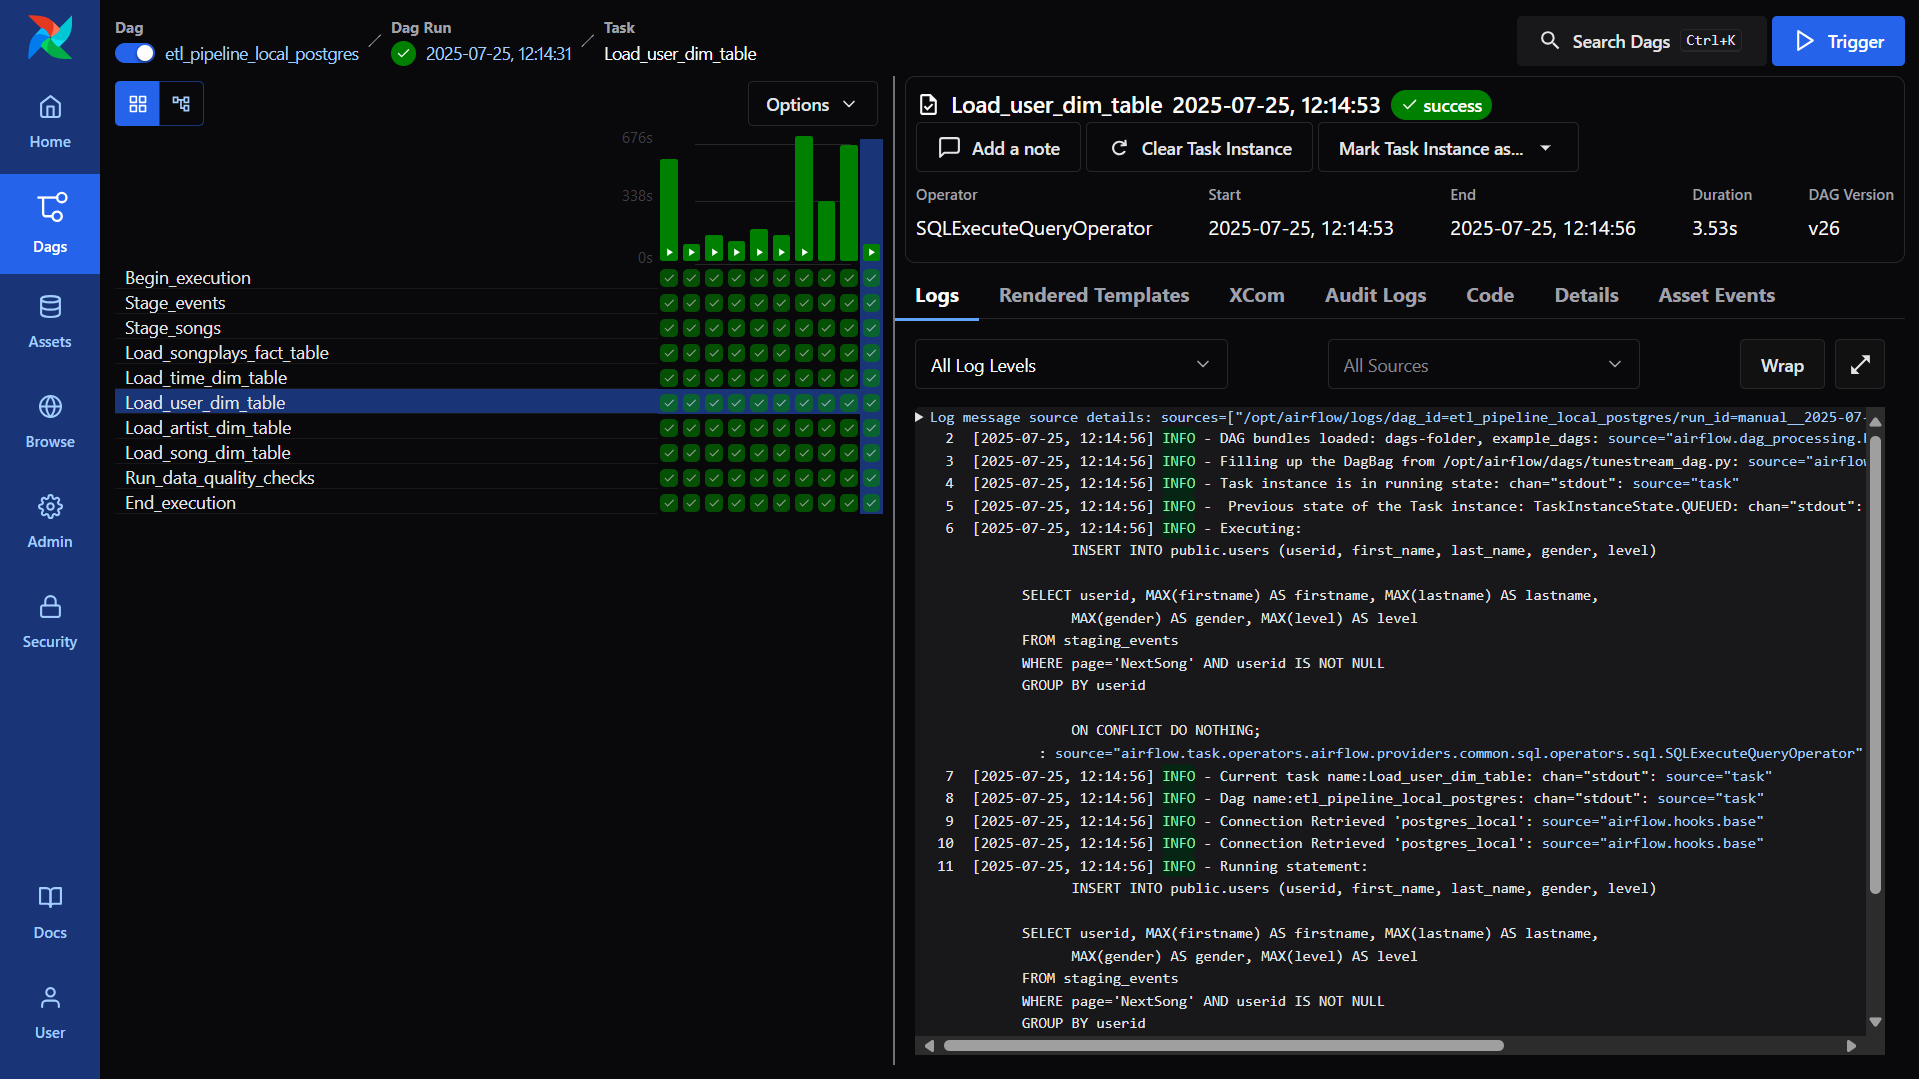 Home
Dags
Assets
Browse
Admin
Security
Docs
User
Dag
etl_pipeline_local_postgres
Dag Run
2025-07-25, 12:14:31
Task
Load_user_dim_table
Search Dags Ctrl+K
Trigger
Options
676s
338s
0s
Begin_execution
Stage_events
Stage_songs
Load_songplays_fact_table
Load_time_dim_table
Load_user_dim_table
Load_artist_dim_table
Load_song_dim_table
Run_data_quality_checks
End_execution
Load_user_dim_table 2025-07-25, 12:14:53 success
Add a note
Clear Task Instance
Mark Task Instance as...
Operator Start End Duration DAG Version
SQLExecuteQueryOperator 2025-07-25, 12:14:53 2025-07-25, 12:14:56 3.53s v26
Logs Rendered Templates XCom Audit Logs Code Details Asset Events
All Log Levels All Sources Wrap
Log message source details: sources=["/opt/airflow/logs/dag_id=etl_pipeline_local_postgres/run_id=manual__2025-07-
2 [2025-07-25, 12:14:56] INFO - DAG bundles loaded: dags-folder, example_dags: source="airflow.dag_processing.
3 [2025-07-25, 12:14:56] INFO - Filling up the DagBag from /opt/airflow/dags/tunestream_dag.py: source="airflow
4 [2025-07-25, 12:14:56] INFO - Task instance is in running state: chan="stdout": source="task"
5 [2025-07-25, 12:14:56] INFO -  Previous state of the Task instance: TaskInstanceState.QUEUED: chan="stdout":
6 [2025-07-25, 12:14:56] INFO - Executing:
INSERT INTO public.users (userid, first_name, last_name, gender, level)
SELECT userid, MAX(firstname) AS firstname, MAX(lastname) AS lastname,
MAX(gender) AS gender, MAX(level) AS level
FROM staging_events
WHERE page='NextSong' AND userid IS NOT NULL
GROUP BY userid
ON CONFLICT DO NOTHING;
: source="airflow.task.operators.airflow.providers.common.sql.operators.sql.SQLExecuteQueryOperator"
7 [2025-07-25, 12:14:56] INFO - Current task name:Load_user_dim_table: chan="stdout": source="task"
8 [2025-07-25, 12:14:56] INFO - Dag name:etl_pipeline_local_postgres: chan="stdout": source="task"
9 [2025-07-25, 12:14:56] INFO - Connection Retrieved 'postgres_local': source="airflow.hooks.base"
10 [2025-07-25, 12:14:56] INFO - Connection Retrieved 'postgres_local': source="airflow.hooks.base"
11 [2025-07-25, 12:14:56] INFO - Running statement:
INSERT INTO public.users (userid, first_name, last_name, gender, level)
SELECT userid, MAX(firstname) AS firstname, MAX(lastname) AS lastname,
MAX(gender) AS gender, MAX(level) AS level
FROM staging_events
WHERE page='NextSong' AND userid IS NOT NULL
GROUP BY userid